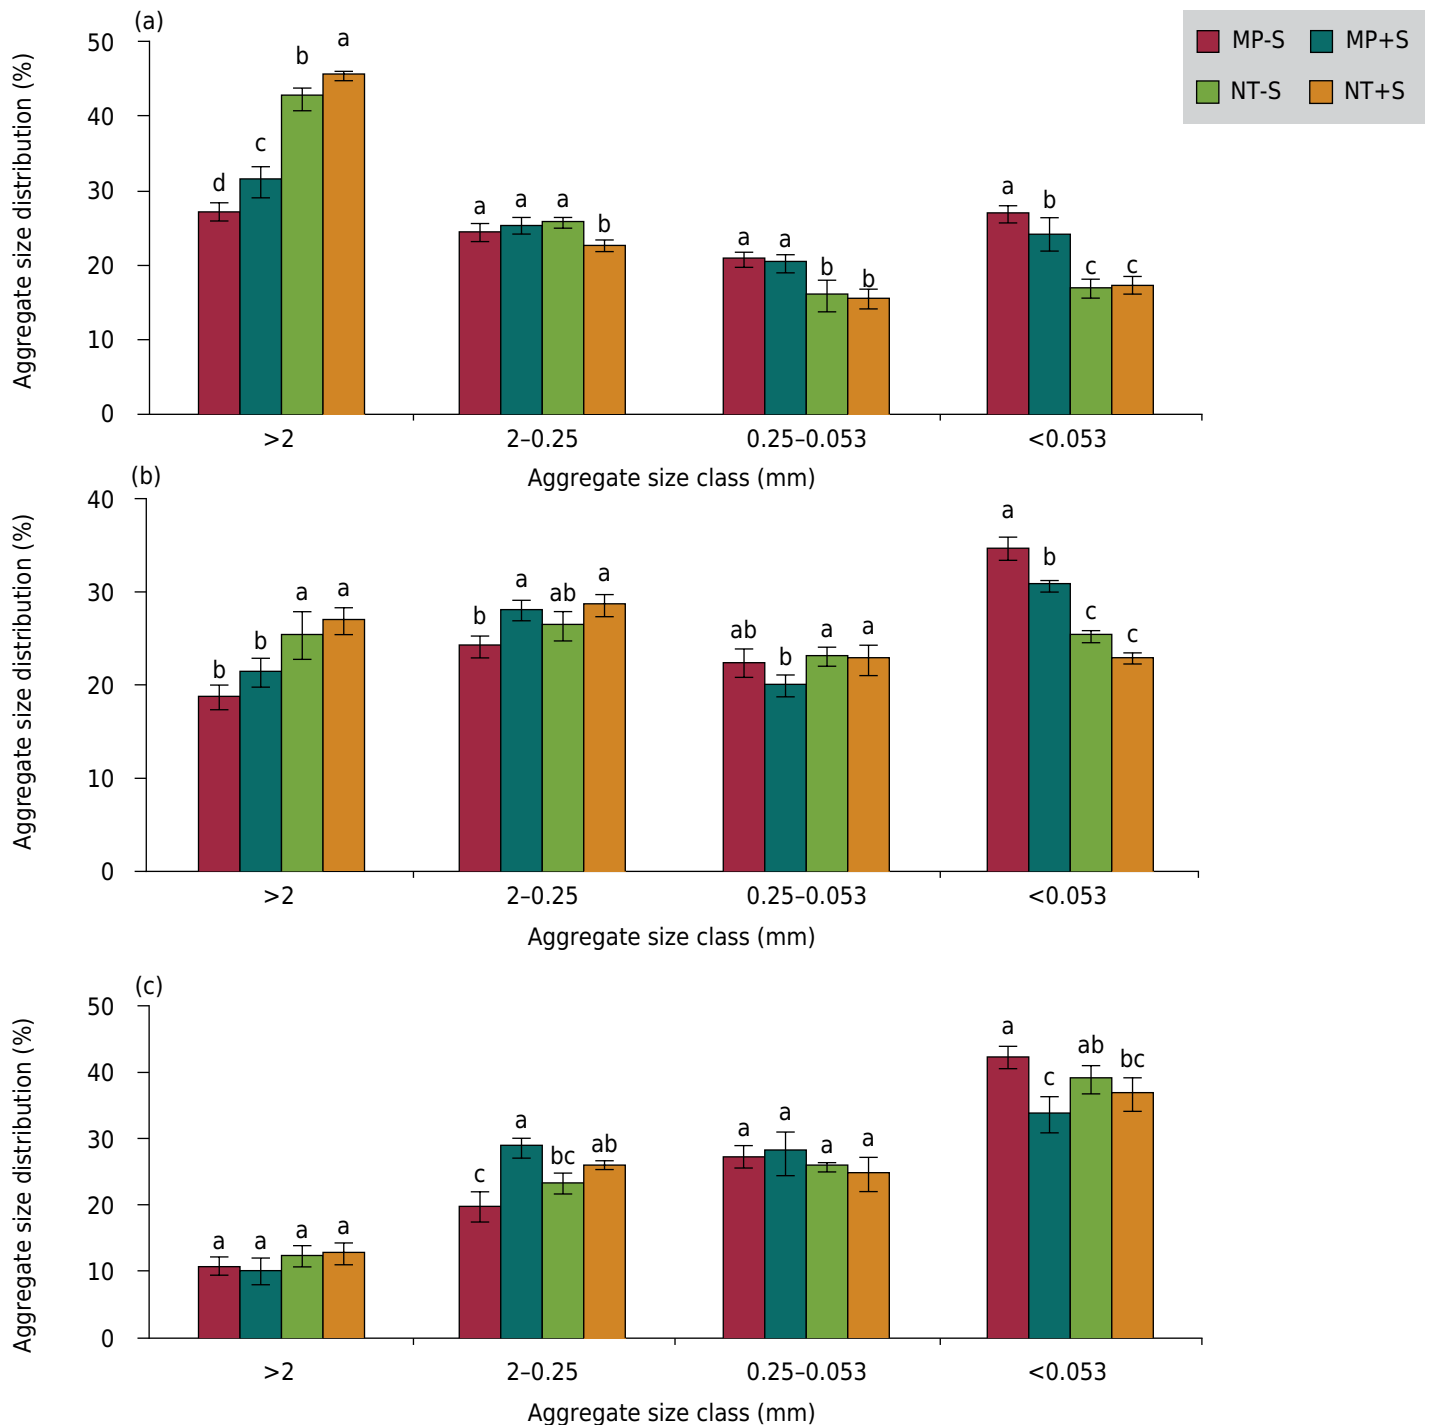 (a)
MP-S MP+S
NT-S NT+S
Aggregate size distribution (%)
50
40
30
20
10
0
d c b a
a a a b
a a b b
a b c c
>2 2–0.25 0.25–0.053 <0.053
Aggregate size class (mm)
(b)
Aggregate size distribution (%)
40
30
20
10
0
b b a a
b a ab a
ab b a a
a b c c
>2 2–0.25 0.25–0.053 <0.053
Aggregate size class (mm)
(c)
Aggregate size distribution (%)
50
40
30
20
10
0
a a a a
c a bc ab
a a a a
a c ab bc
>2 2–0.25 0.25–0.053 <0.053
Aggregate size class (mm)